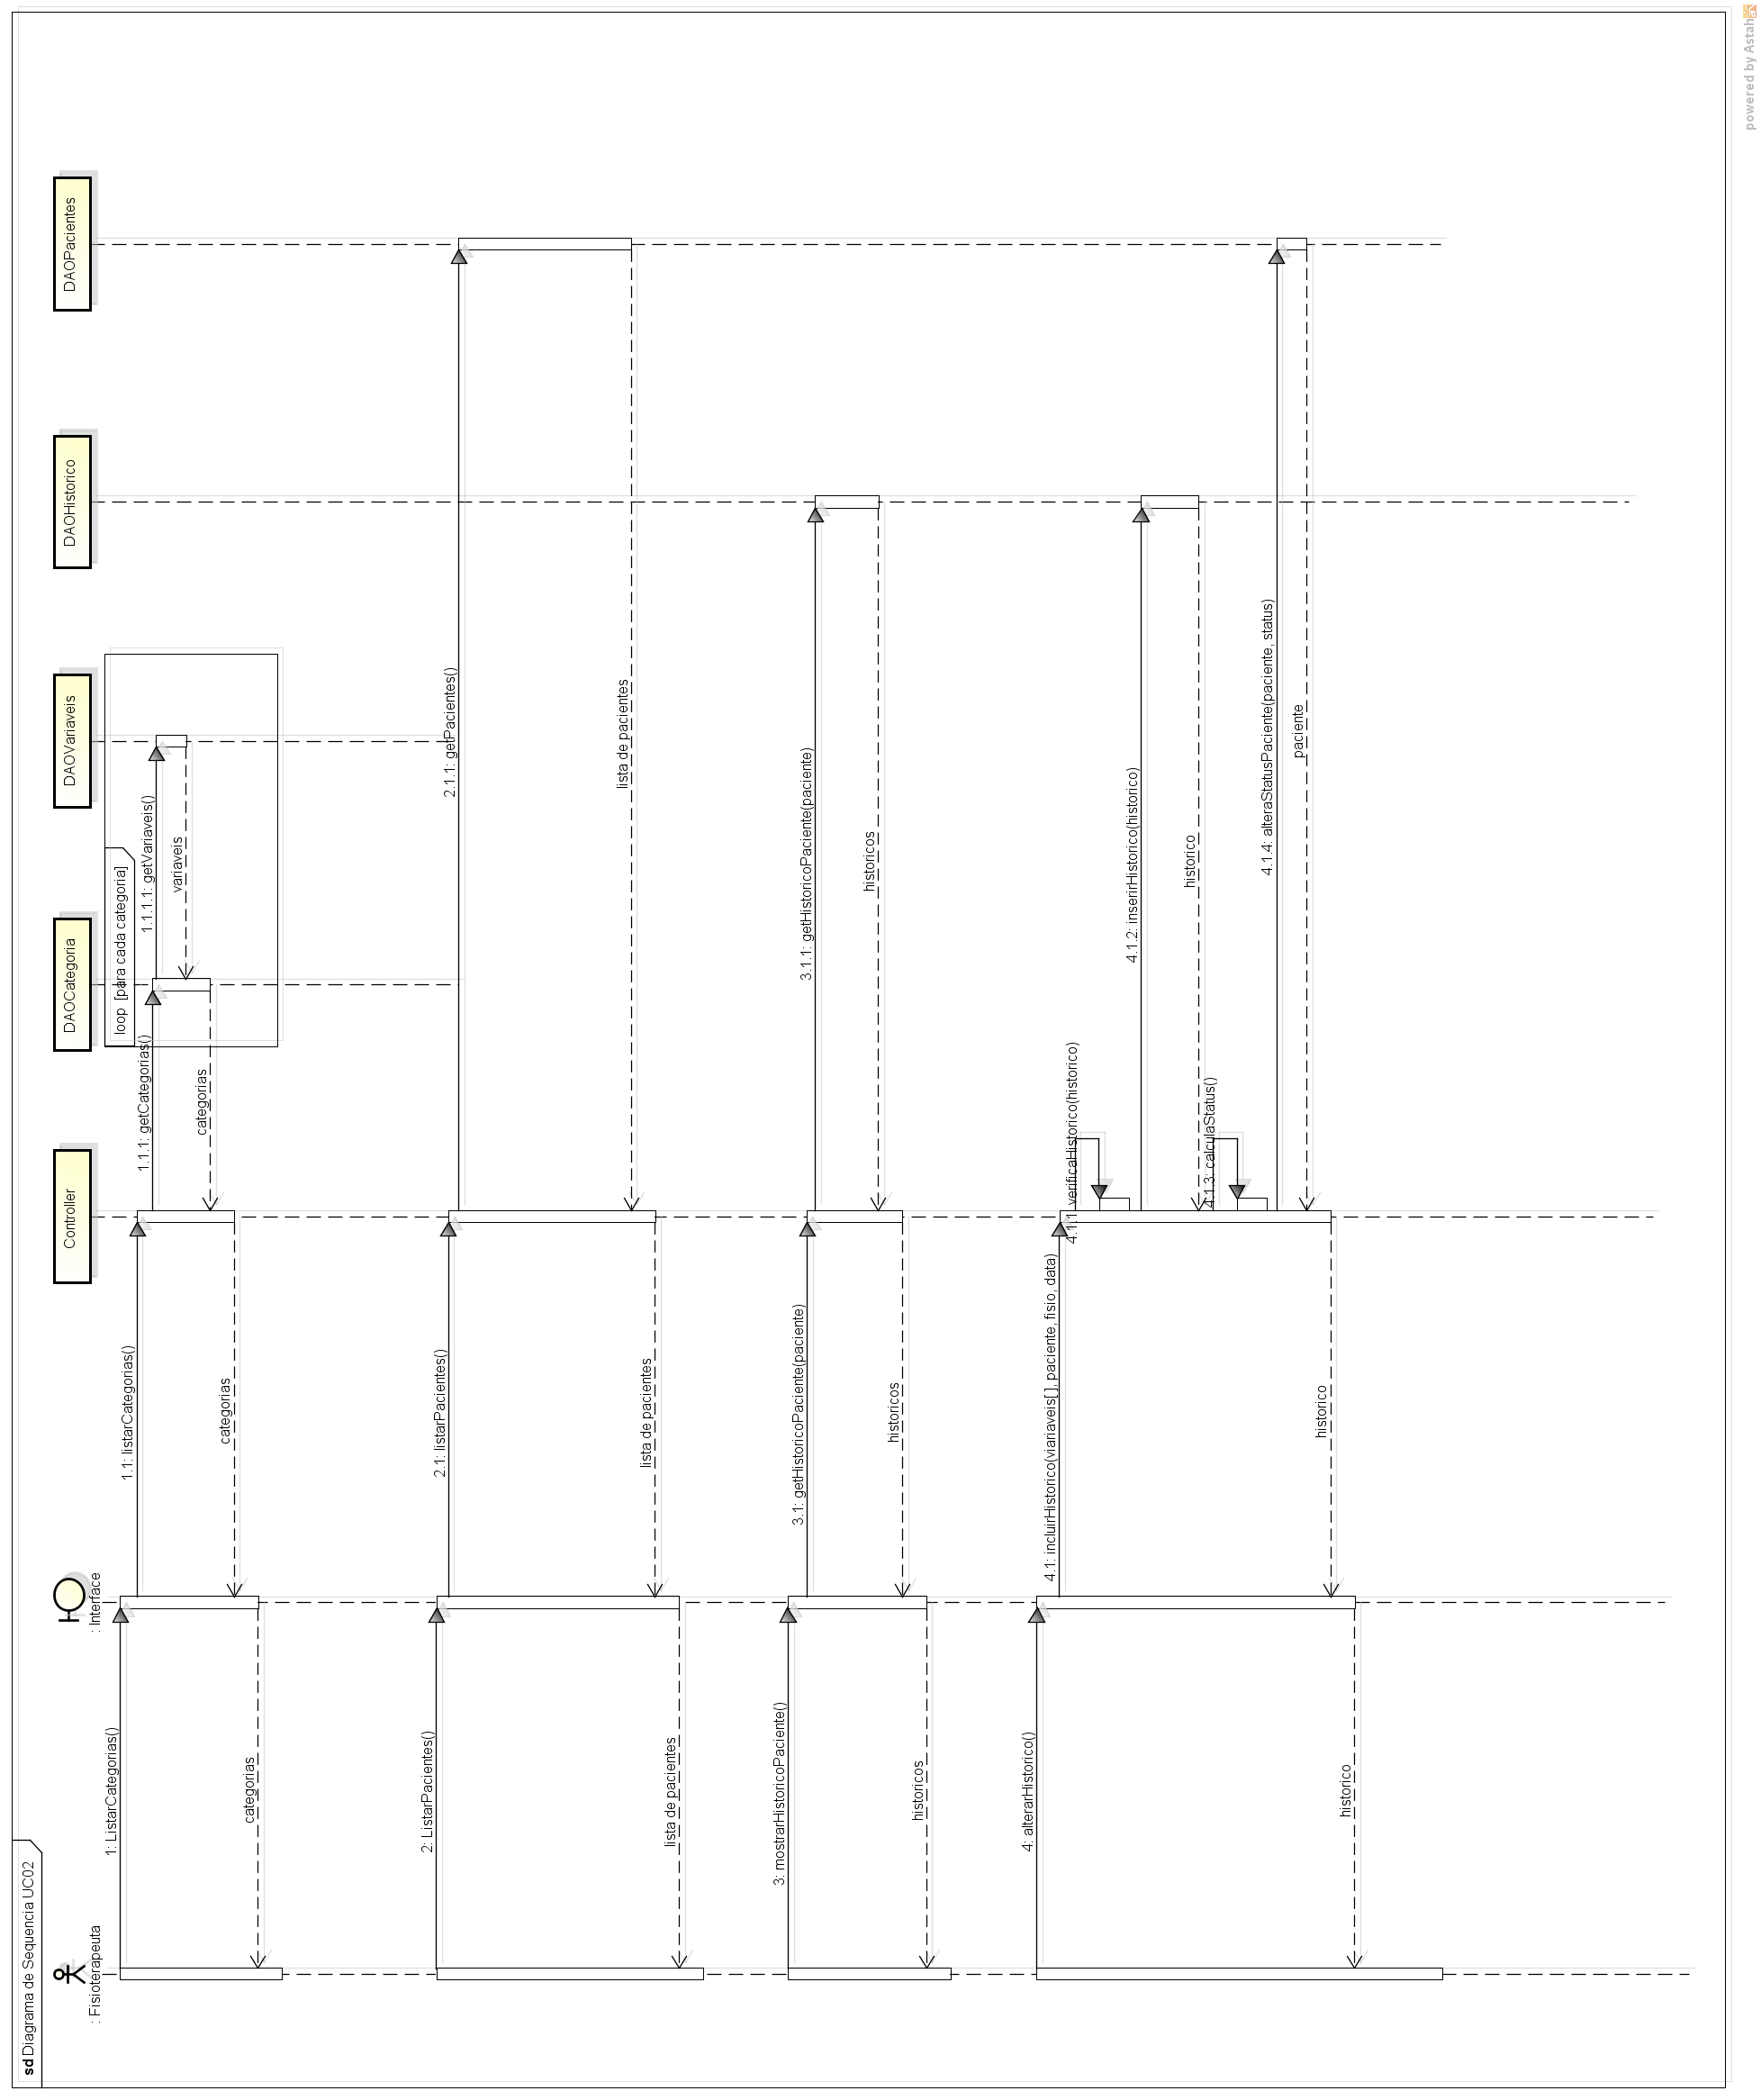 sd Diagrama de Sequencia UC02
: Fisioterapeuta
: Interface
Controller
DAOCategoria
DAOVariaveis
DAOHistorico
DAOPacientes
1: ListarCategorias()
1.1: listarCategorias()
1.1.1: getCategorias()
loop [para cada categoria]
1.1.1.1: getVariaveis()
variaveis
categorias
categorias
categorias
2: ListarPacientes()
2.1: listarPacientes()
2.1.1: getPacientes()
lista de pacientes
lista de pacientes
lista de pacientes
3: mostrarHistoricoPaciente()
3.1: getHistoricoPaciente(paciente)
3.1.1: getHistoricoPaciente(paciente)
historicos
historicos
historicos
4: alterarHistorico()
4.1: incluirHistorico(viariaveis[ ], paciente, fisio, data)
4.1.1: verificaHistorico(historico)
4.1.2: inserirHistorico(historico)
historico
4.1.3: calculaStatus()
4.1.4: alteraStatusPaciente(paciente, status)
paciente
historico
historico
powered by Astah